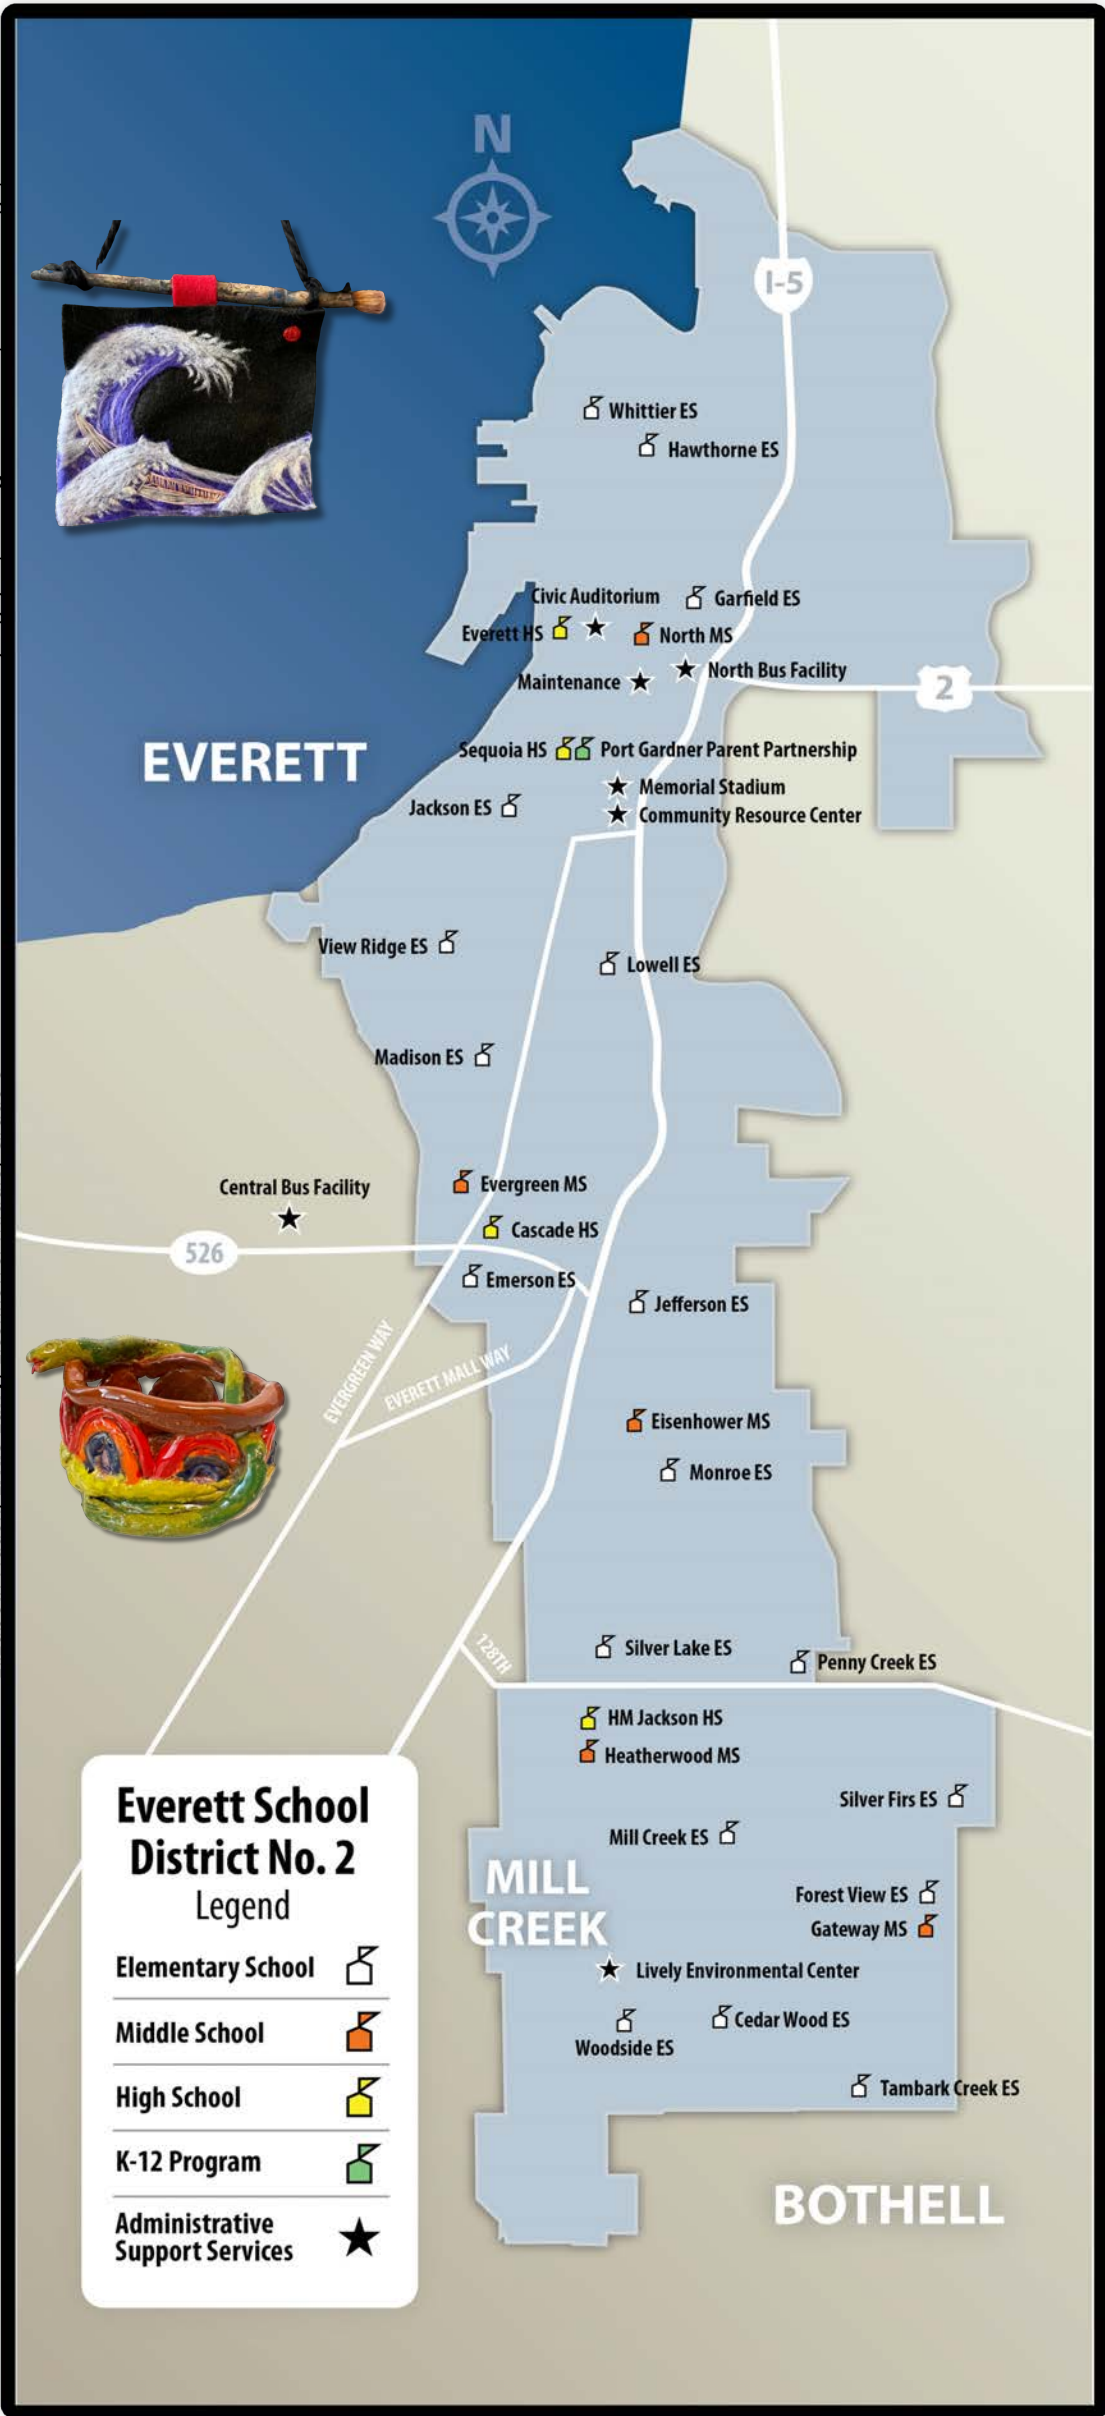 N
I-5
Whittier ES
Hawthorne ES
Civic Auditorium
Garfield ES
Everett HS
North MS
North Bus Facility
Maintenance
2
EVERETT
Sequoia HS
Port Gardner Parent Partnership
Memorial Stadium
Jackson ES
Community Resource Center
View Ridge ES
Lowell ES
Madison ES
Evergreen MS
Central Bus Facility
Cascade HS
526
Emerson ES
Jefferson ES
EVERGREEN WAY
EVERETT MALL WAY
Eisenhower MS
Monroe ES
Silver Lake ES
128TH
Penny Creek ES
HM Jackson HS
Heatherwood MS
Silver Firs ES
Mill Creek ES
MILL
CREEK
Forest View ES
Gateway MS
Lively Environmental Center
Cedar Wood ES
Woodside ES
Tambark Creek ES
BOTHELL
Everett School
District No. 2
Legend
Elementary School
Middle School
High School
K-12 Program
Administrative
Support Services